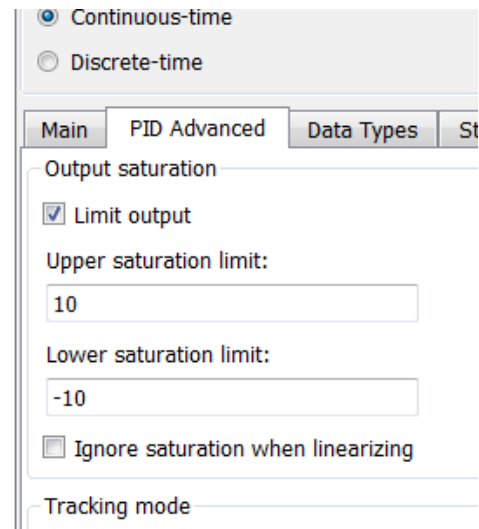 Continuous-time
Discrete-time
Main PID Advanced Data Types St
Output saturation
Limit output
Upper saturation limit:
10
Lower saturation limit:
-10
Ignore saturation when linearizing
Tracking mode